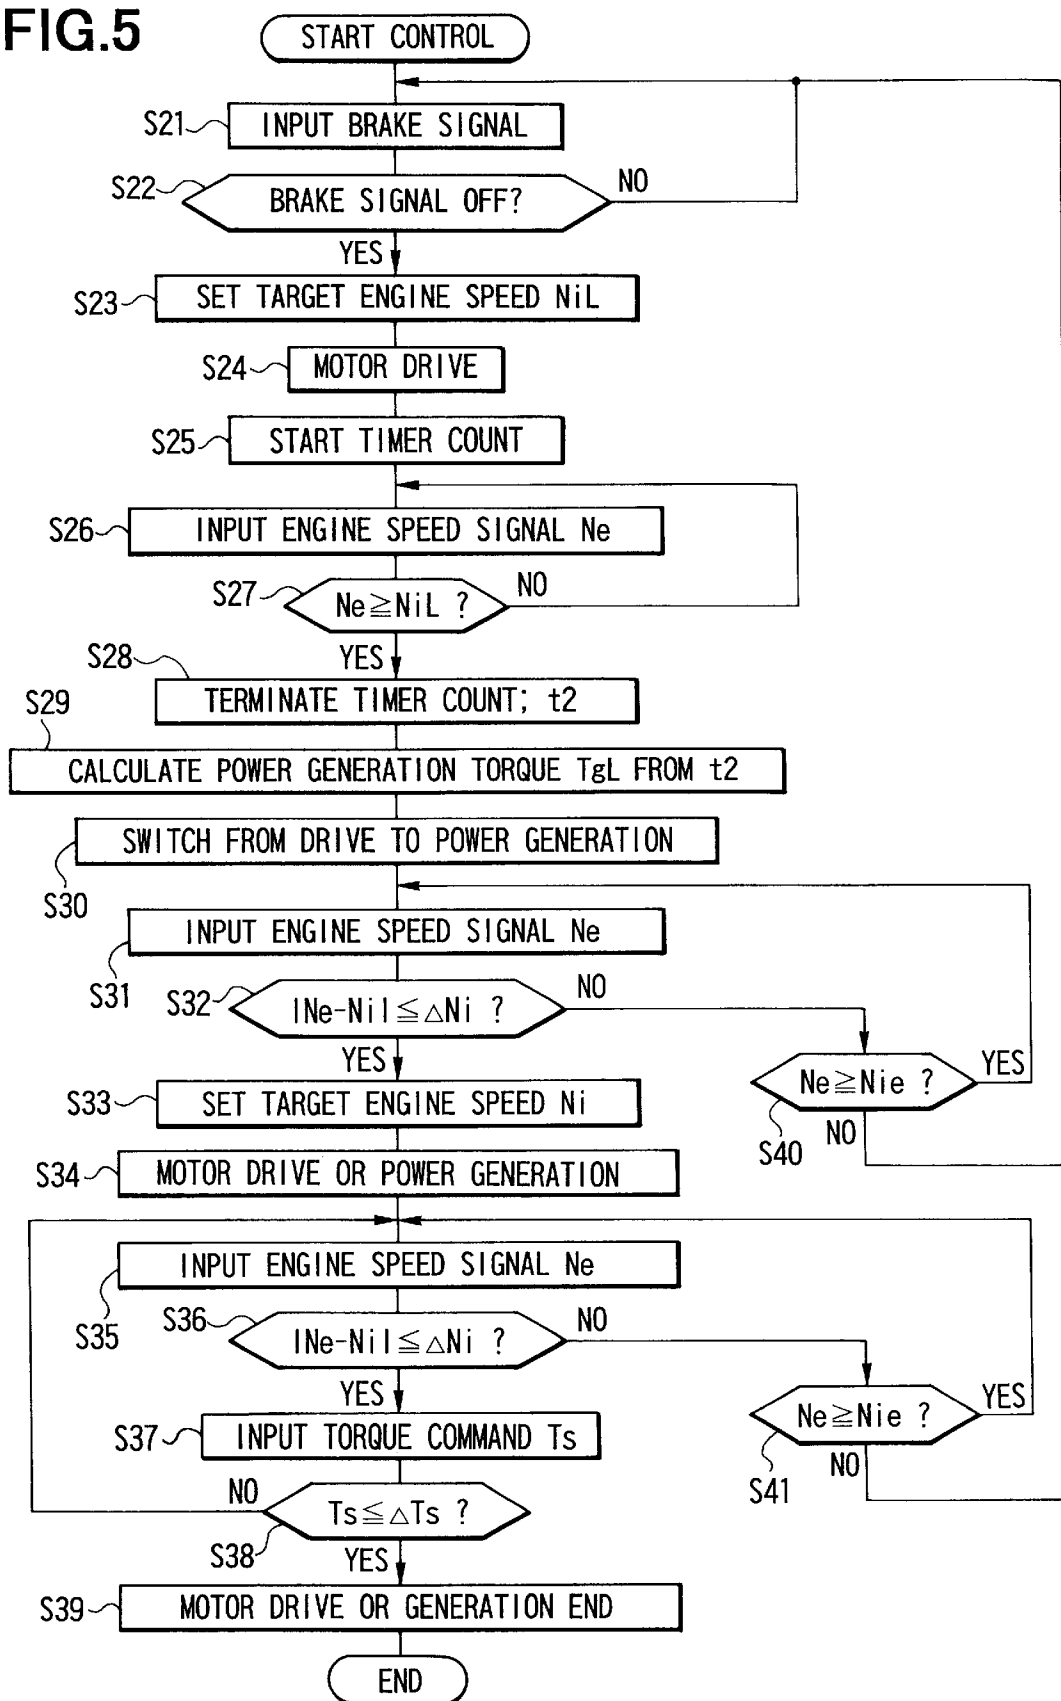 FIG.5
START CONTROL
S21
INPUT BRAKE SIGNAL
S22
BRAKE SIGNAL OFF?
NO
YES
S23
SET TARGET ENGINE SPEED NiL
S24
MOTOR DRIVE
S25
START TIMER COUNT
S26
INPUT ENGINE SPEED SIGNAL Ne
S27
Ne≧NiL ?
NO
YES
S28
TERMINATE TIMER COUNT; t2
S29
CALCULATE POWER GENERATION TORQUE TgL FROM t2
SWITCH FROM DRIVE TO POWER GENERATION
S30
INPUT ENGINE SPEED SIGNAL Ne
S31
S32
|Ne-Ni|≦△Ni ?
NO
YES
Ne≧Nie ?
YES
S40
NO
S33
SET TARGET ENGINE SPEED Ni
S34
MOTOR DRIVE OR POWER GENERATION
INPUT ENGINE SPEED SIGNAL Ne
S35
S36
|Ne-Ni|≦△Ni ?
NO
YES
Ne≧Nie ?
YES
S41
NO
S37
INPUT TORQUE COMMAND Ts
NO
Ts≦△Ts ?
S38
YES
S39
MOTOR DRIVE OR GENERATION END
END